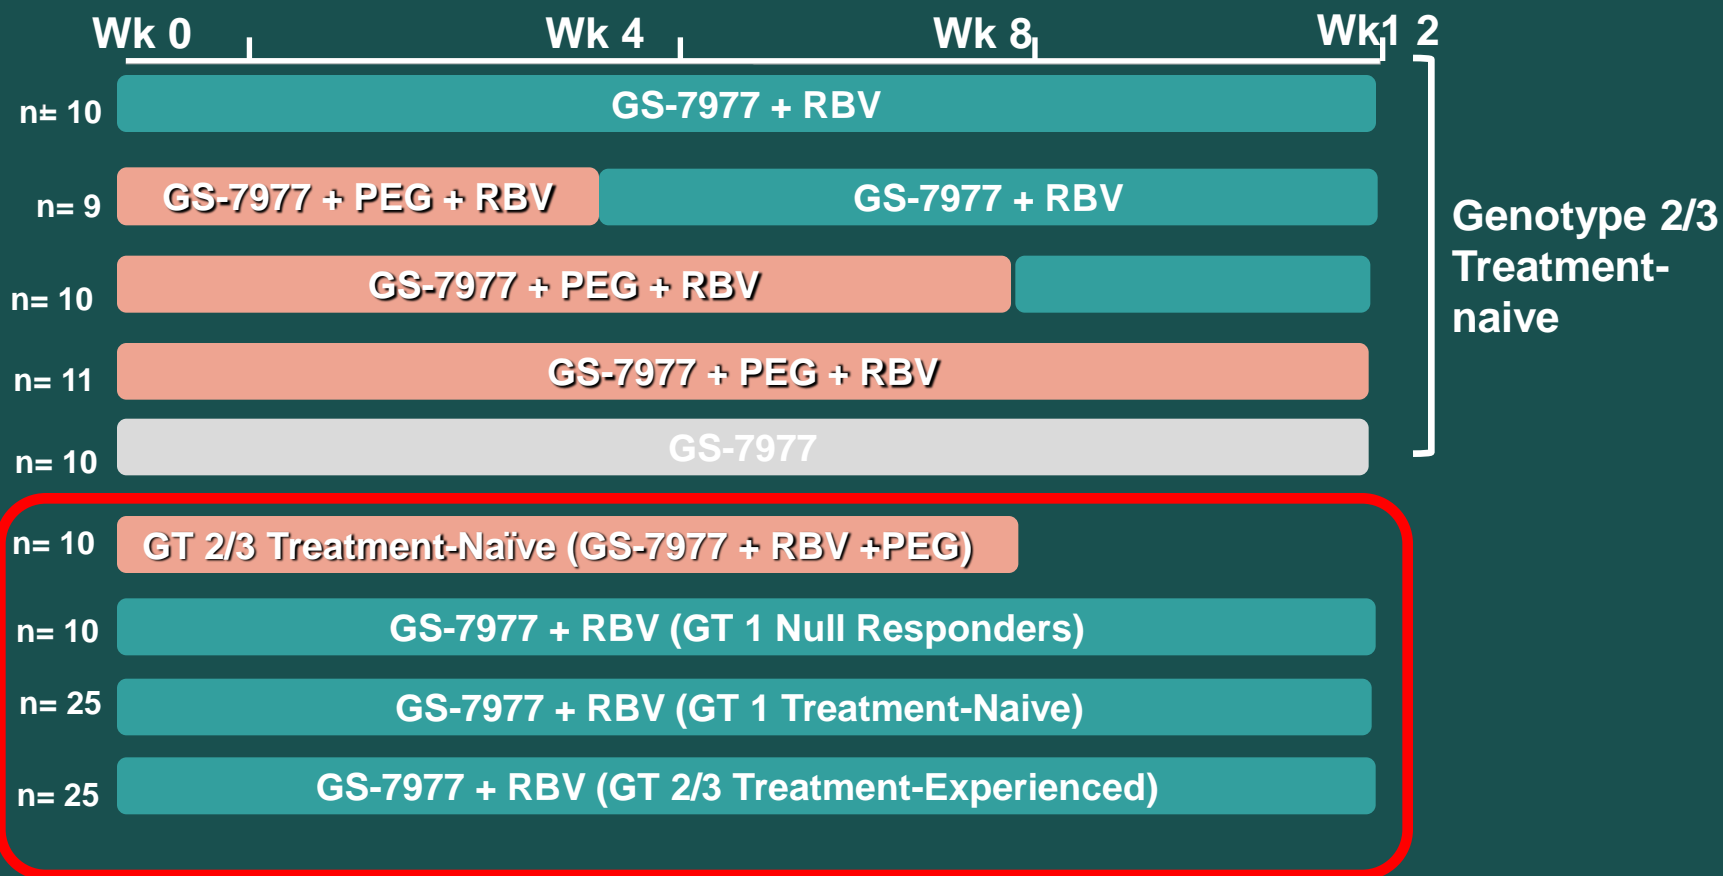 Wk 0 Wk 4 Wk 8 Wk1 2
n= 10 GS-7977 + RBV
n= 9 GS-7977 + PEG + RBV GS-7977 + RBV
n= 10 GS-7977 + PEG + RBV
n= 11 GS-7977 + PEG + RBV
n= 10 GS-7977
Genotype 2/3
Treatment-
naive
n= 10 GT 2/3 Treatment-Naïve (GS-7977 + RBV +PEG)
n= 10 GS-7977 + RBV (GT 1 Null Responders)
n= 25 GS-7977 + RBV (GT 1 Treatment-Naive)
n= 25 GS-7977 + RBV (GT 2/3 Treatment-Experienced)